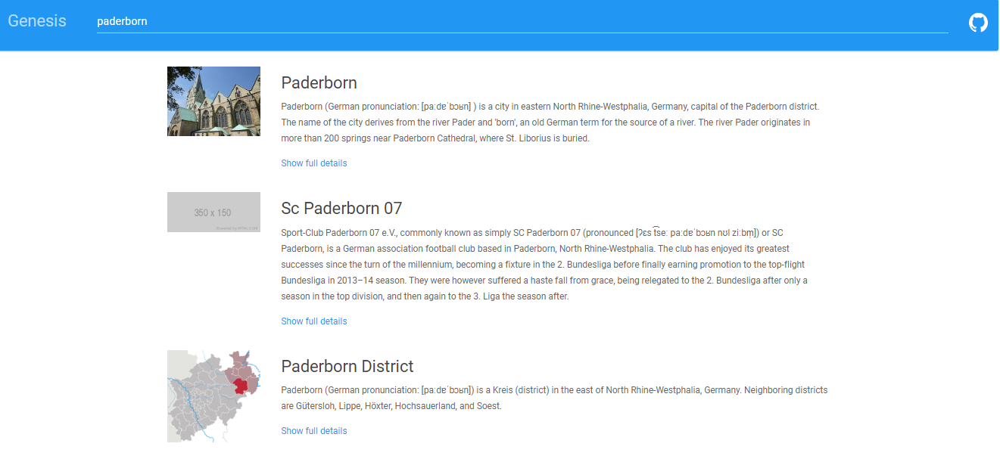 Genesis
paderborn
Paderborn
Paderborn (German pronunciation: [paːdɐˈbɔʁn] ) is a city in eastern North Rhine-Westphalia, Germany, capital of the Paderborn district.
The name of the city derives from the river Pader and 'born', an old German term for the source of a river. The river Pader originates in
more than 200 springs near Paderborn Cathedral, where St. Liborius is buried.
Show full details
350 x 150
Powered by HTML.COM
Sc Paderborn 07
Sport-Club Paderborn 07 e.V., commonly known as simply SC Paderborn 07 (pronounced [ʔɛs t͡seː paːdɐˈbɔʁn nʊl ziːbm̩]) or SC
Paderborn, is a German association football club based in Paderborn, North Rhine-Westphalia. The club has enjoyed its greatest
successes since the turn of the millennium, becoming a fixture in the 2. Bundesliga before finally earning promotion to the top-flight
Bundesliga in 2013–14 season. They were however suffered a haste fall from grace, being relegated to the 2. Bundesliga after only a
season in the top division, and then again to the 3. Liga the season after.
Show full details
Paderborn District
Paderborn (German pronunciation: [paːdɐˈbɔʁn]) is a Kreis (district) in the east of North Rhine-Westphalia, Germany. Neighboring districts
are Gütersloh, Lippe, Höxter, Hochsauerland, and Soest.
Show full details